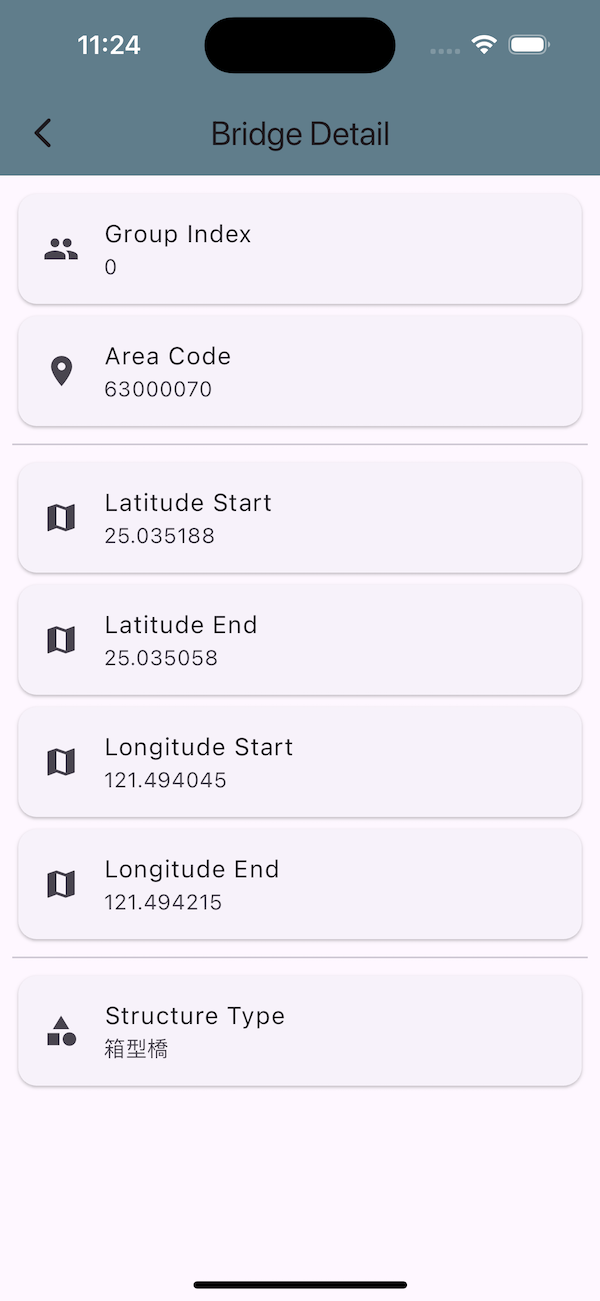 11:24
Bridge Detail
Group Index
0
Area Code
63000070
Latitude Start
25.035188
Latitude End
25.035058
Longitude Start
121.494045
Longitude End
121.494215
Structure Type
箱型橋